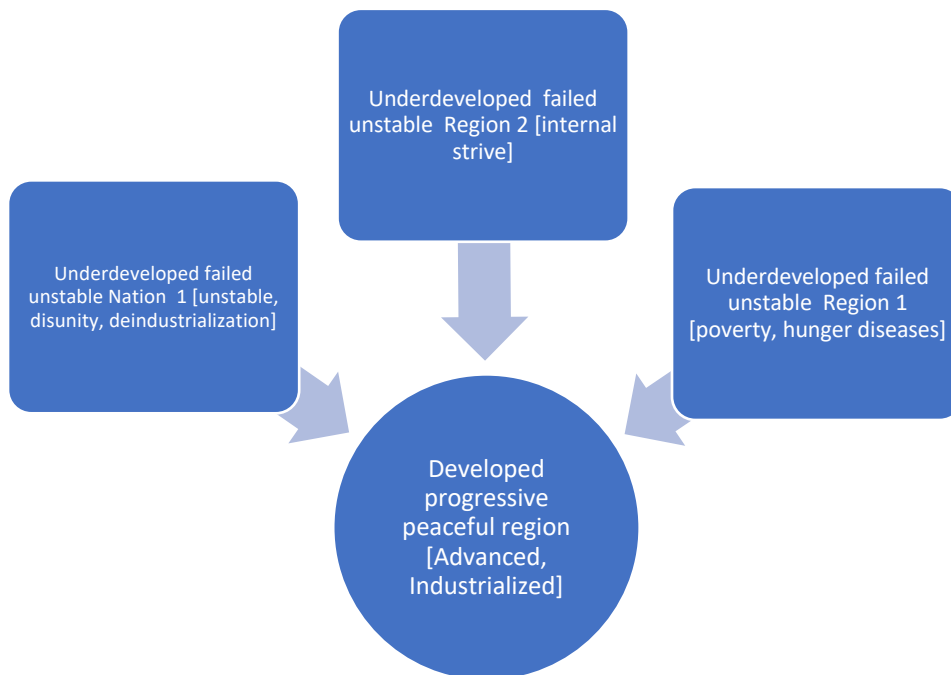 Underdeveloped failed
unstable Region 2 [internal
strive]
Underdeveloped failed
unstable Nation 1 [unstable,
disunity, deindustrialization]
Underdeveloped failed
unstable Region 1
[poverty, hunger diseases]
Developed
progressive
peaceful region
[Advanced,
Industrialized]